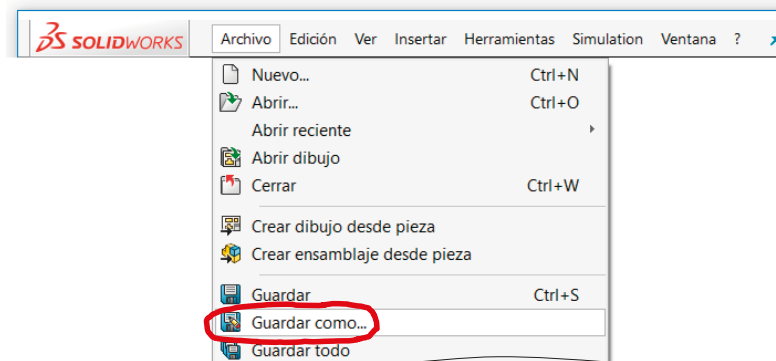 SOLIDWORKS Archivo Edición Ver Insertar Herramientas Simulation Ventana ?
Nuevo... Ctrl+N
Abrir... Ctrl+O
Abrir reciente
Abrir dibujo
Cerrar Ctrl+W
Crear dibujo desde pieza
Crear ensamblaje desde pieza
Guardar Ctrl+S
Guardar como...
Guardar todo